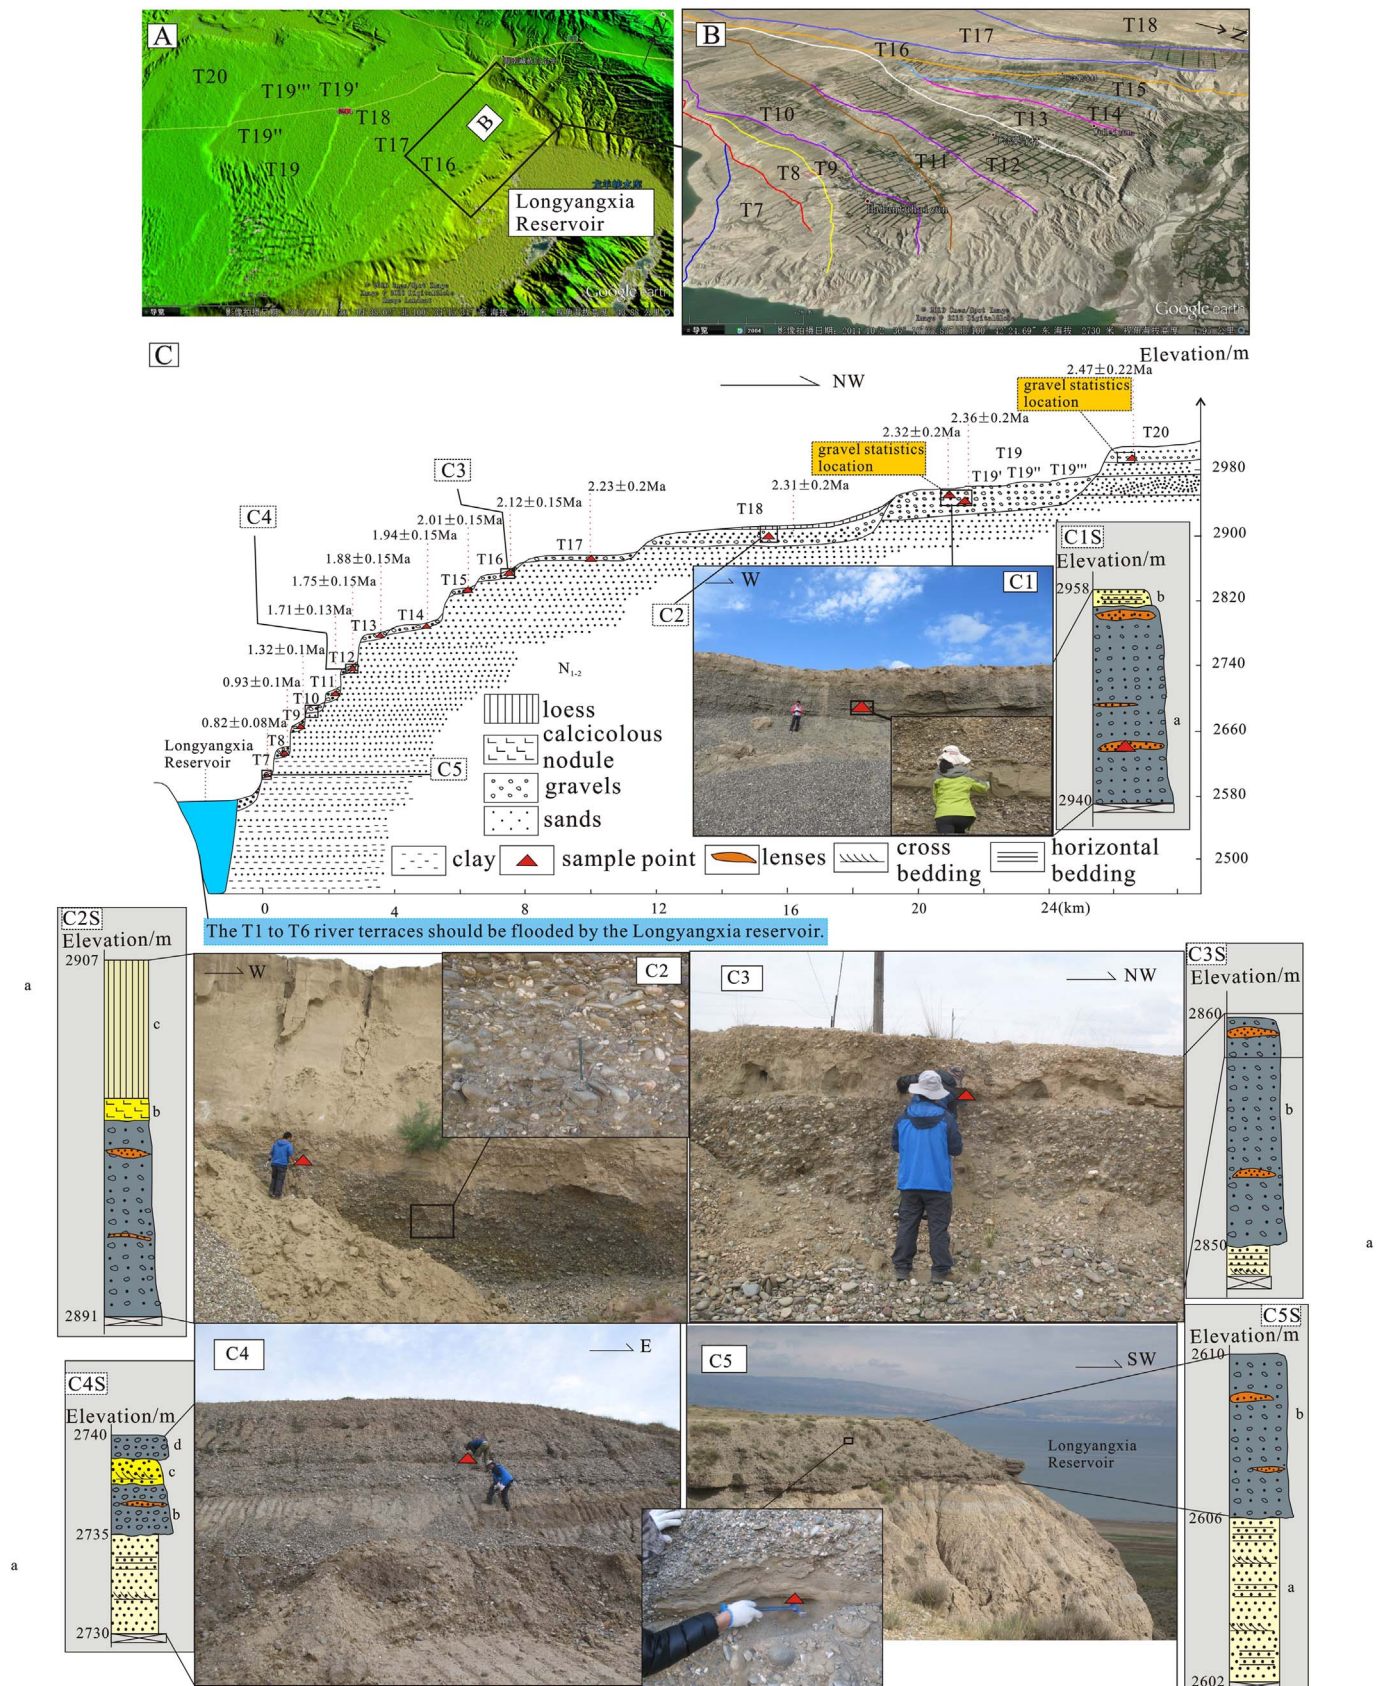 A
T20
T19''' T19'
T18
T19''
T17
T19
T16
B
Longyangxia
Reservoir
Google earth
B
T18
T17
T16
T15
T14
T13
T12
T11
T10
T9
T8
T7
N
Google earth
C
Elevation/m
NW
2.47±0.22Ma
gravel statistics
location
2.36±0.2Ma
T20
2.32±0.2Ma
gravel statistics
location
T19
T19' T19'' T19'''
2980
C3
2.31±0.2Ma
2.23±0.2Ma
2.12±0.15Ma
T18
C4
2.01±0.15Ma
1.94±0.15Ma
T17
2900
1.88±0.15Ma
T16
C1S
Elevation/m
1.75±0.15Ma
T15
W
C1
2958
b
2820
1.71±0.13Ma
T14
T13
C2
1.32±0.1Ma
T12
N1-2
2740
0.93±0.1Ma
T11
T10
loess
a
0.82±0.08Ma
T9
calcicolous
nodule
2660
Longyangxia
Reservoir
T8
T7
C5
gravels
2940
2580
sands
clay
sample point
lenses
cross
bedding
horizontal
bedding
2500
0
4
8
12
16
20
24(km)
The T1 to T6 river terraces should be flooded by the Longyangxia reservoir.
C2S
Elevation/m
2907
c
b
a
2891
W
C2
C3
NW
C3S
Elevation/m
2860
b
2850
a
C4S
Elevation/m
2740
d
c
b
2735
a
2730
C4
E
C5
SW
Longyangxia
Reservoir
C5S
Elevation/m
2610
b
2606
a
2602